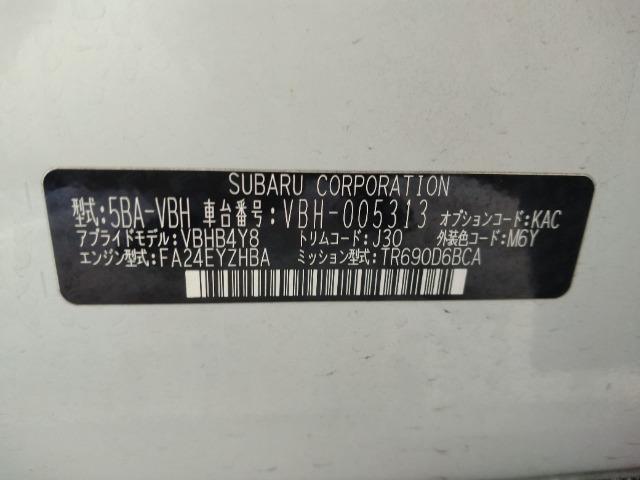 SUBARU CORPORATION
型式:5BA-VBH 車台番号:VBH-005313 オプションコード:KAC
アプライドモデル:VBHB4Y8 トリムコード:J30 外装色コード:M6Y
エンジン型式:FA24EYZHBA ミッション型式:TR690D6BCA